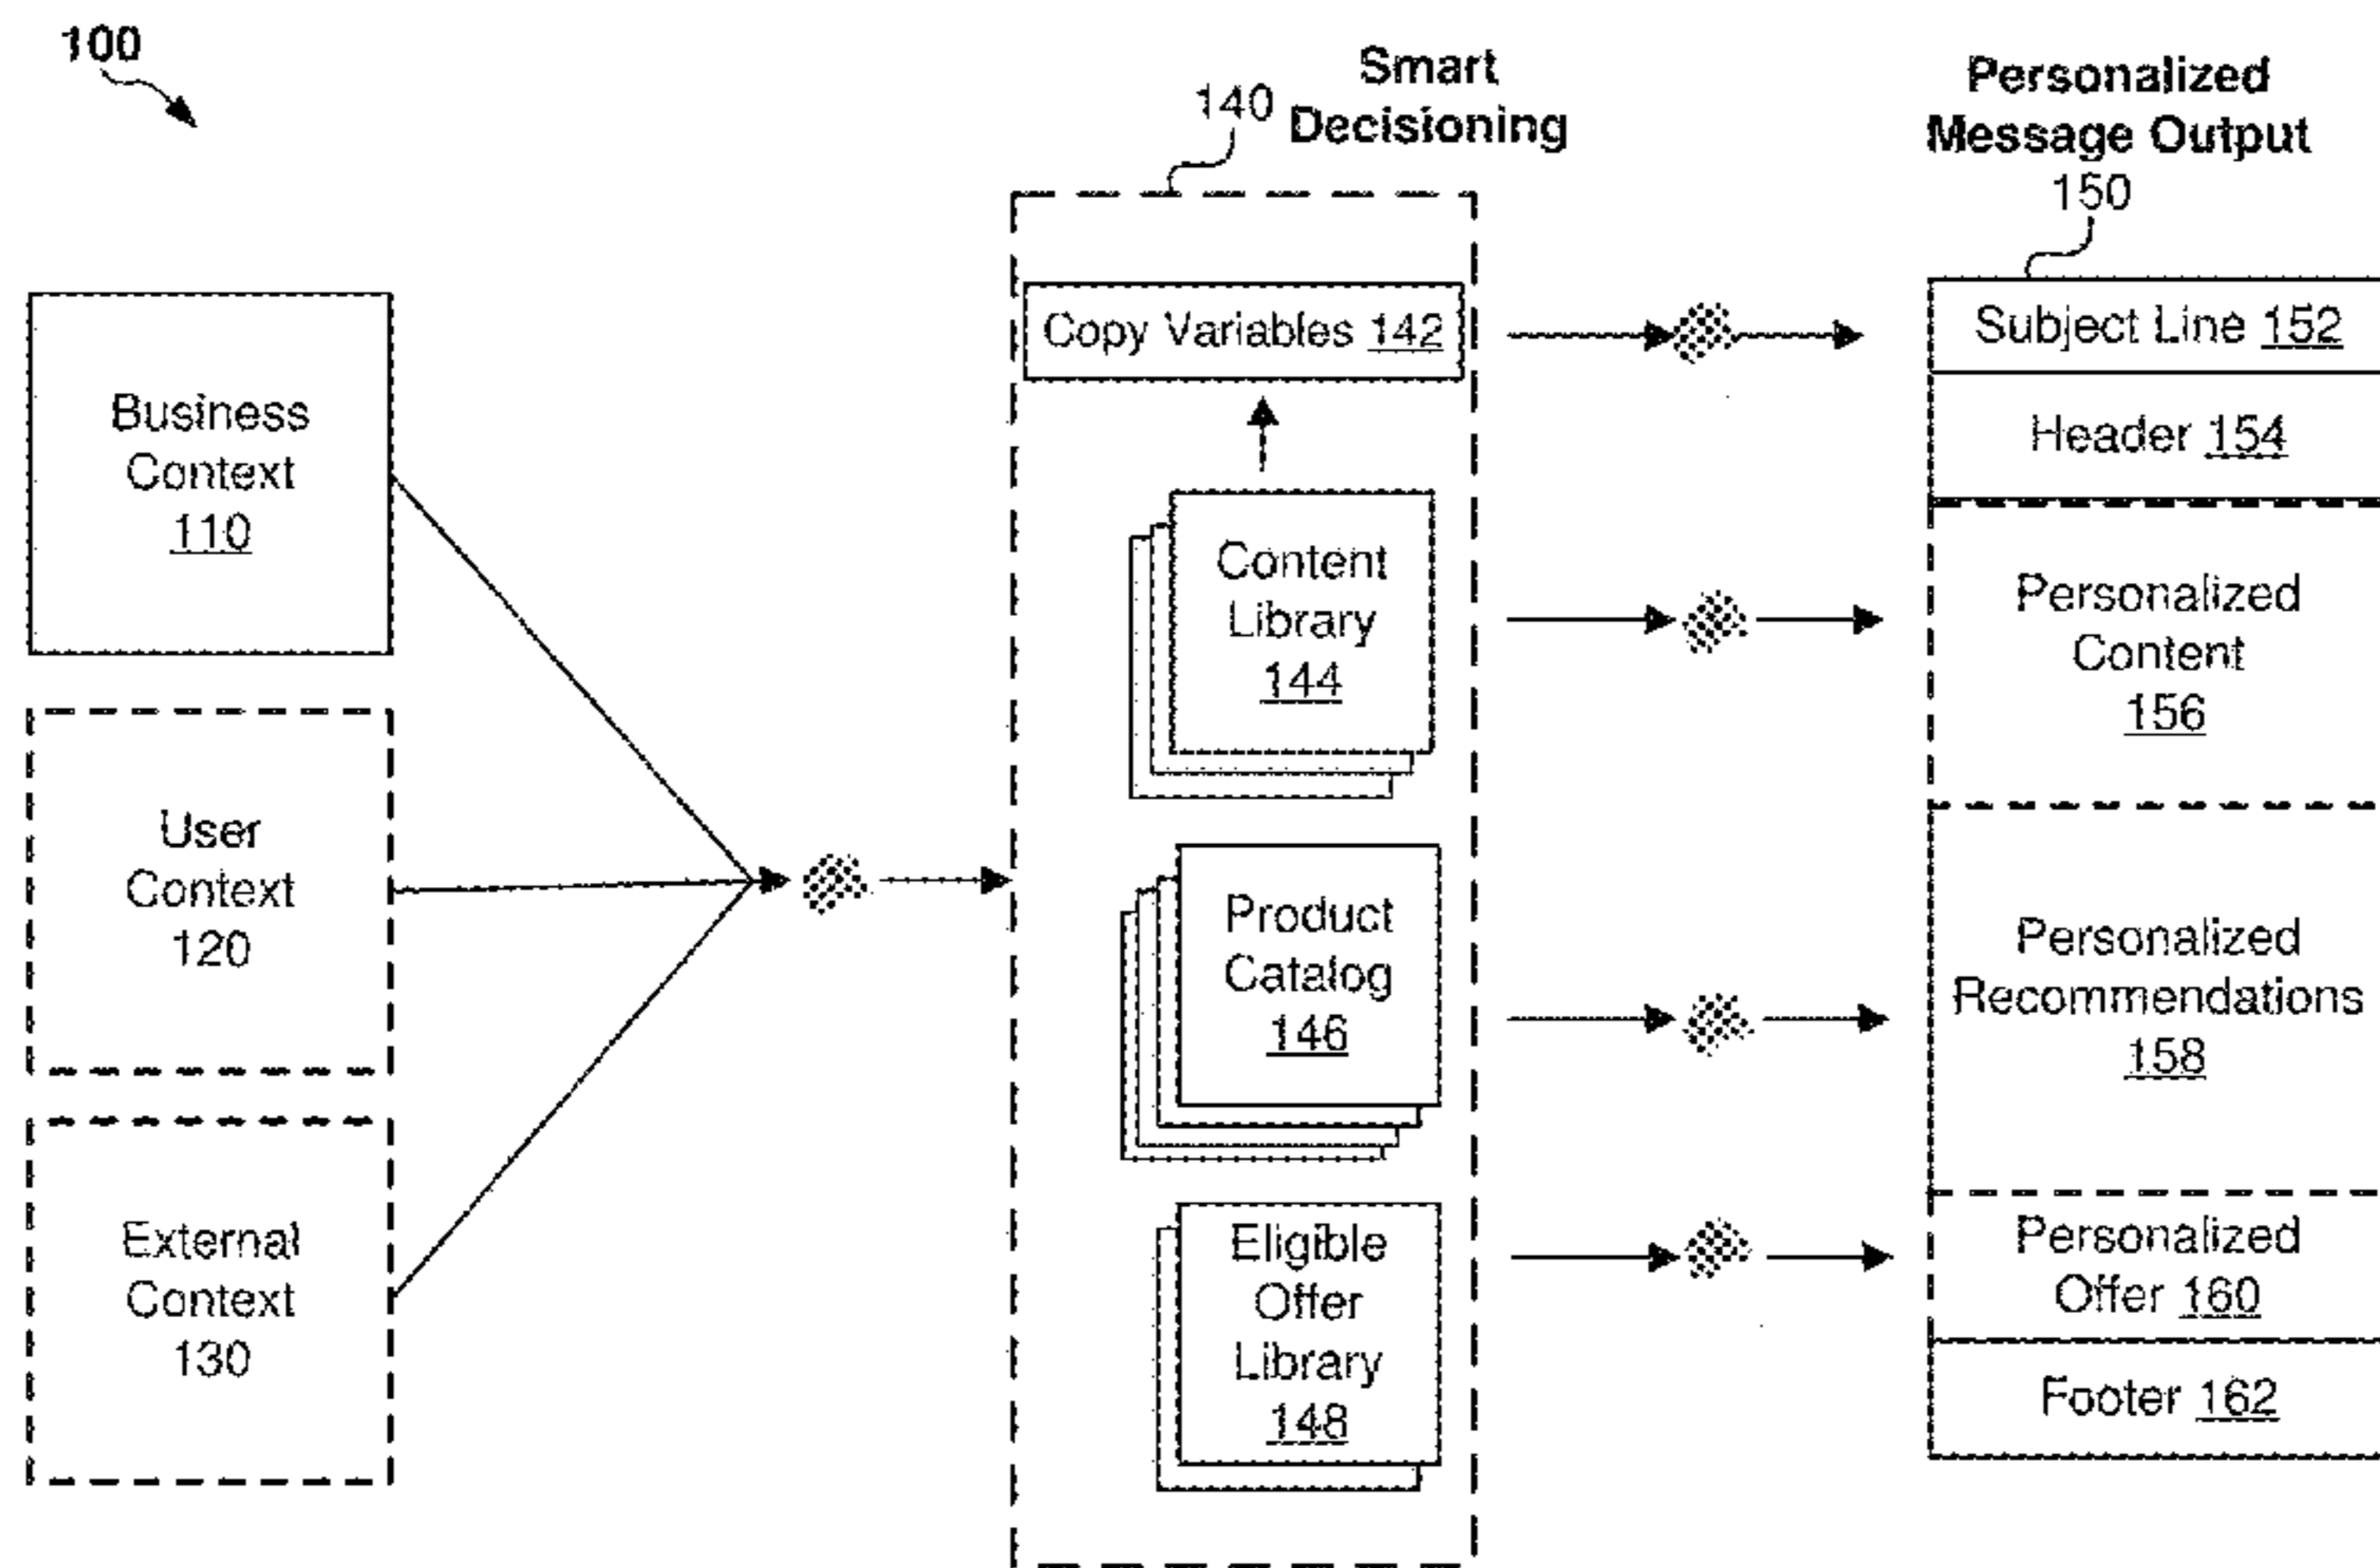 100
Smart
Decisioning
140
Personalized
Message Output
150
Business
Context
110
User
Context
120
External
Context
130
Copy Variables 142
Content
Library
144
Product
Catalog
146
Eligible
Offer
Library
148
Subject Line 152
Header 154
Personalized
Content
156
Personalized
Recommendations
158
Personalized
Offer 160
Footer 162